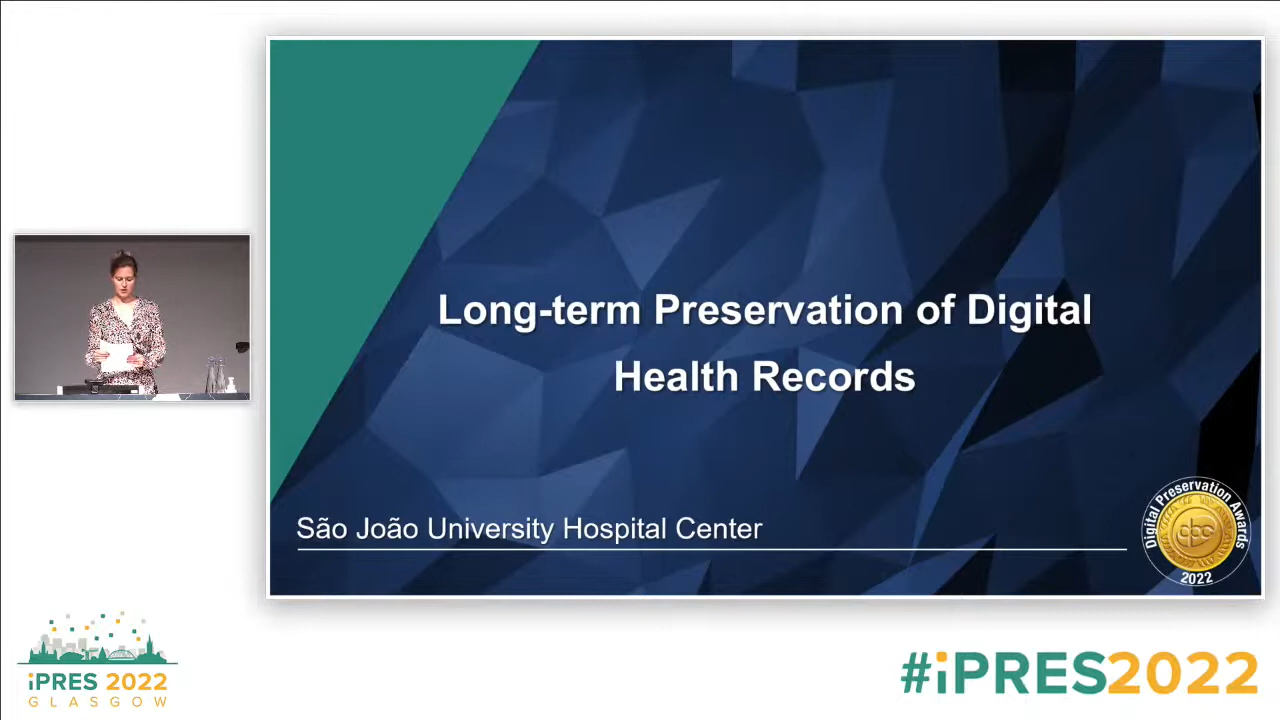 Long-term Preservation of Digital
Health Records
São João University Hospital Center
Digital Preservation Awards
dpc
2022
iPRES 2022
GLASGOW
#iPRES2022